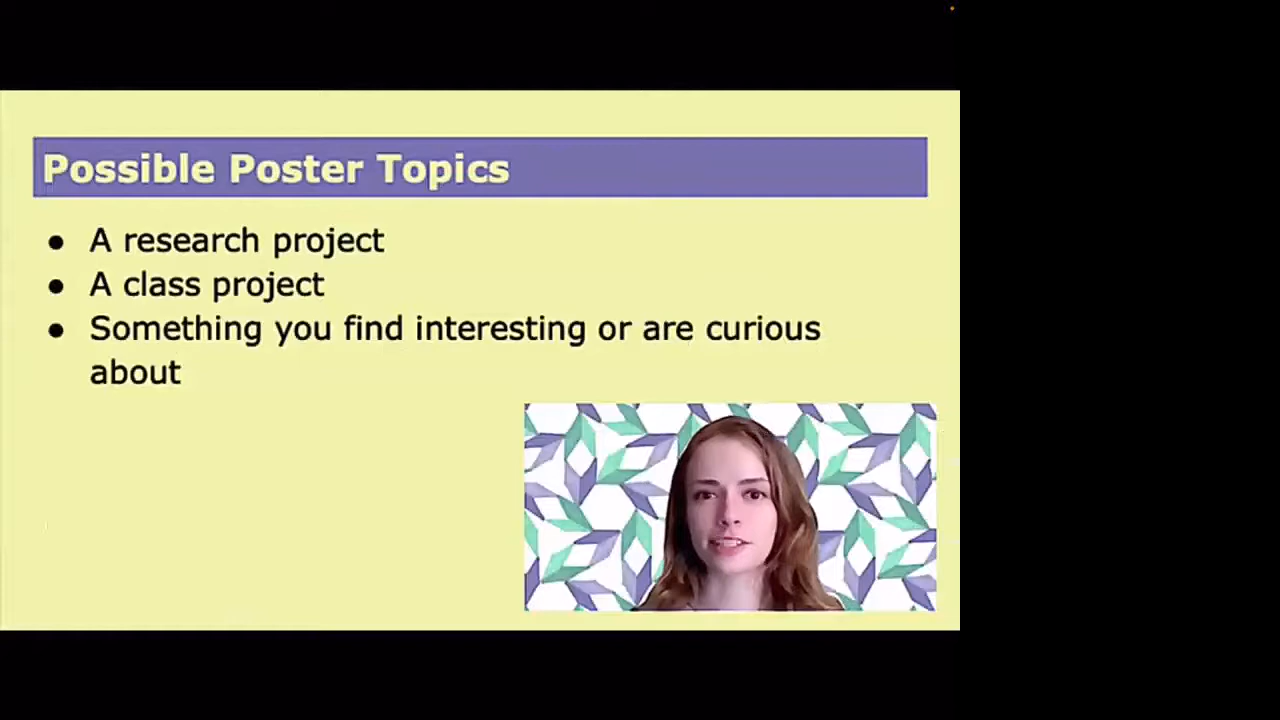 Possible Poster Topics
● A research project
● A class project
● Something you find interesting or are curious
about